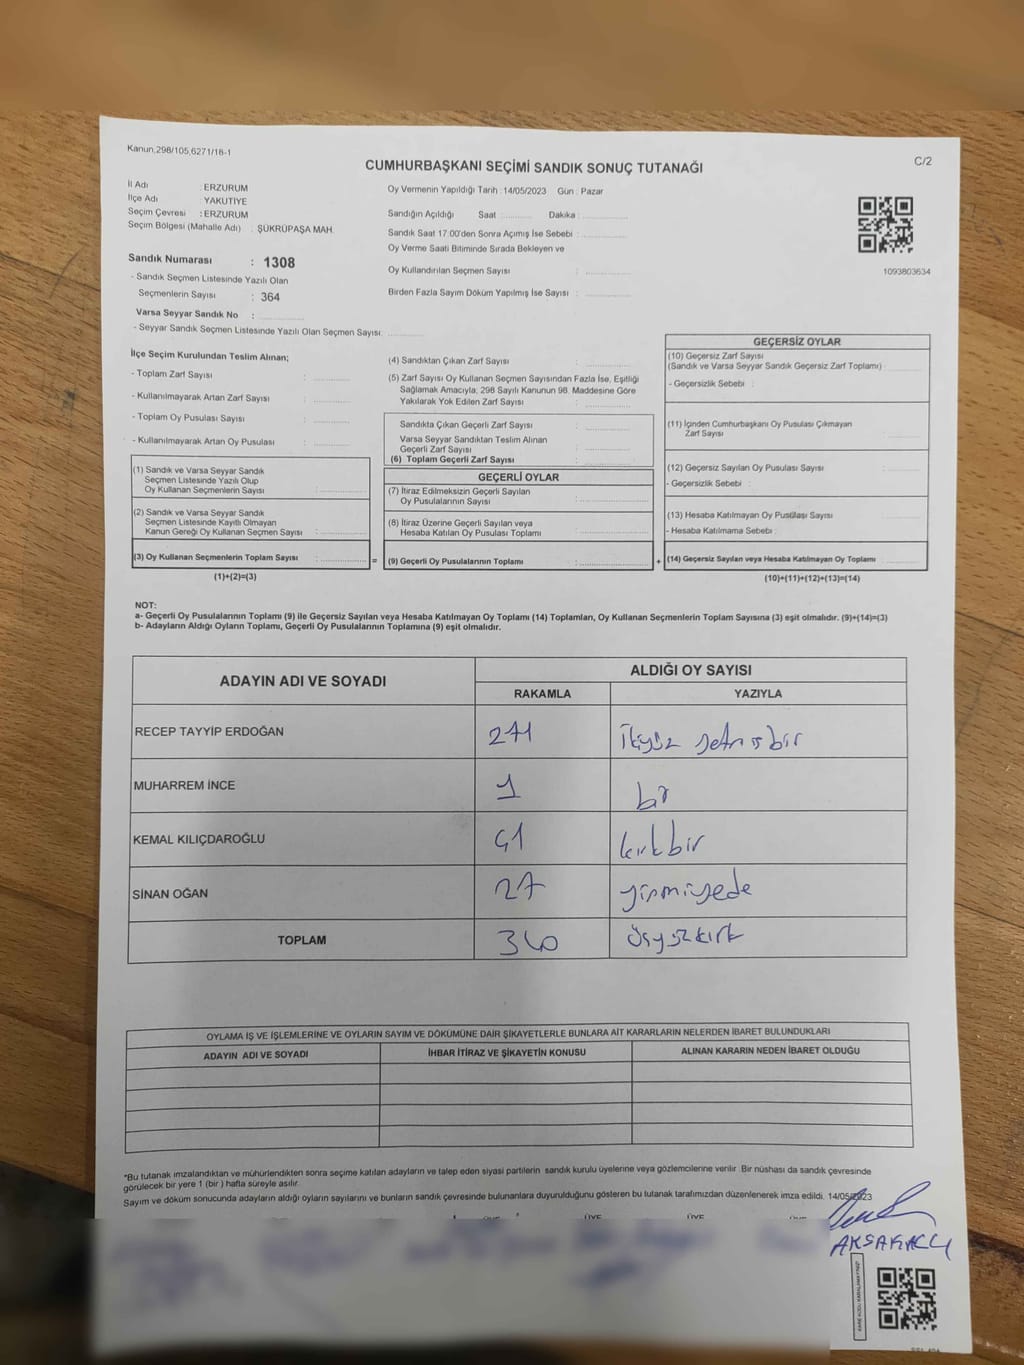 Kanun,298/105,6271/16-1
CUMHURBAŞKANI SEÇİMİ SANDIK SONUÇ TUTANAĞI
C/2
İl Adı : ERZURUM
İlçe Adı : YAKUTİYE
Seçim Çevresi : ERZURUM
Seçim Bölgesi (Mahalle Adı) : ŞÜKRÜPAŞA MAH.
Sandık Numarası : 1308
- Sandık Seçmen Listesinde Yazılı Olan
Seçmenlerin Sayısı : 364
Varsa Seyyar Sandık No :
- Seyyar Sandık Seçmen Listesinde Yazılı Olan Seçmen Sayısı:
Oy Vermenin Yapıldığı Tarih : 14/05/2023 Gün : Pazar
Sandığın Açıldığı Saat Dakika :
Sandık Saat 17:00'den Sonra Açımış İse Sebebi :
Oy Verme Saati Bitiminde Sırada Bekleyen ve
Oy Kullandırılan Seçmen Sayısı :
Birden Fazla Sayım Döküm Yapılmış İse Sayısı :
1093803634
İlçe Seçim Kurulundan Teslim Alınan;
- Toplam Zarf Sayısı :
- Kullanılmayarak Artan Zarf Sayısı :
- Toplam Oy Pusulası Sayısı :
- Kullanılmayarak Artan Oy Pusulası :
(1) Sandık ve Varsa Seyyar Sandık
Seçmen Listesinde Yazılı Olup
Oy Kullanan Seçmenlerin Sayısı :
(2) Sandık ve Varsa Seyyar Sandık
Seçmen Listesinde Kayıtlı Olmayan
Kanun Gereği Oy Kullanan Seçmen Sayısı :
(3) Oy Kullanan Seçmenlerin Toplam Sayısı : =
(1)+(2)=(3)
(4) Sandıktan Çıkan Zarf Sayısı :
(5) Zarf Sayısı Oy Kullanan Seçmen Sayısından Fazla İse, Eşitliği
Sağlamak Amacıyla, 298 Sayılı Kanunun 98. Maddesine Göre
Yakılarak Yok Edilen Zarf Sayısı :
Sandıkta Çıkan Geçerli Zarf Sayısı :
Varsa Seyyar Sandıktan Teslim Alınan
Geçerli Zarf Sayısı :
(6) Toplam Geçerli Zarf Sayısı :
GEÇERLİ OYLAR
(7) İtiraz Edilmeksizin Geçerli Sayılan
Oy Pusulalarının Sayısı :
(8) İtiraz Üzerine Geçerli Sayılan veya
Hesaba Katılan Oy Pusulası Toplamı :
(9) Geçerli Oy Pusulalarının Toplamı : +
GEÇERSİZ OYLAR
(10) Geçersiz Zarf Sayısı
(Sandık ve Varsa Seyyar Sandık Geçersiz Zarf Toplamı) :
- Geçersizlik Sebebi :
(11) İçinden Cumhurbaşkanı Oy Pusulası Çıkmayan
Zarf Sayısı :
(12) Geçersiz Sayılan Oy Pusulası Sayısı :
- Geçersizlik Sebebi :
(13) Hesaba Katılmayan Oy Pusulası Sayısı :
- Hesaba Katılmama Sebebi :
(14) Geçersiz Sayılan veya Hesaba Katılmayan Oy Toplamı :
(10)+(11)+(12)+(13)=(14)
NOT:
a- Geçerli Oy Pusulalarının Toplamı (9) ile Geçersiz Sayılan veya Hesaba Katılmayan Oy Toplamı (14) Toplamları, Oy Kullanan Seçmenlerin Toplam Sayısına (3) eşit olmalıdır. (9)+(14)=(3)
b- Adayların Aldığı Oyların Toplamı, Geçerli Oy Pusulalarının Toplamına (9) eşit olmalıdır.
ADAYIN ADI VE SOYADI
ALDIĞI OY SAYISI
RAKAMLA YAZIYLA
RECEP TAYYİP ERDOĞAN 271 İkiyüz yetmişbir
MUHARREM İNCE 1 bir
KEMAL KILIÇDAROĞLU 41 kırkbir
SİNAN OĞAN 27 yirmiyede
TOPLAM 340 üçyüzkırk
OYLAMA İŞ VE İŞLEMLERİNE VE OYLARIN SAYIM VE DÖKÜMÜNE DAİR ŞİKAYETLERLE BUNLARA AİT KARARLARIN NELERDEN İBARET BULUNDUKLARI
ADAYIN ADI VE SOYADI İHBAR İTİRAZ VE ŞİKAYETİN KONUSU ALINAN KARARIN NEDEN İBARET OLDUĞU
*Bu tutanak imzalandıktan ve mühürlendikten sonra seçime katılan adayların ve talep eden siyasi partilerin sandık kurulu üyelerine veya gözlemcilerine verilir. Bir nüshası da sandık çevresinde
görülecek bir yere 1 (bir) hafta süreyle asılır.
Sayım ve döküm sonucunda adayların aldığı oyların sayılarını ve bunların sandık çevresinde bulunanlara duyurulduğunu gösteren bu tutanak tarafımızdan düzenlenerek imza edildi. 14/05/2023
AKSAKALLI